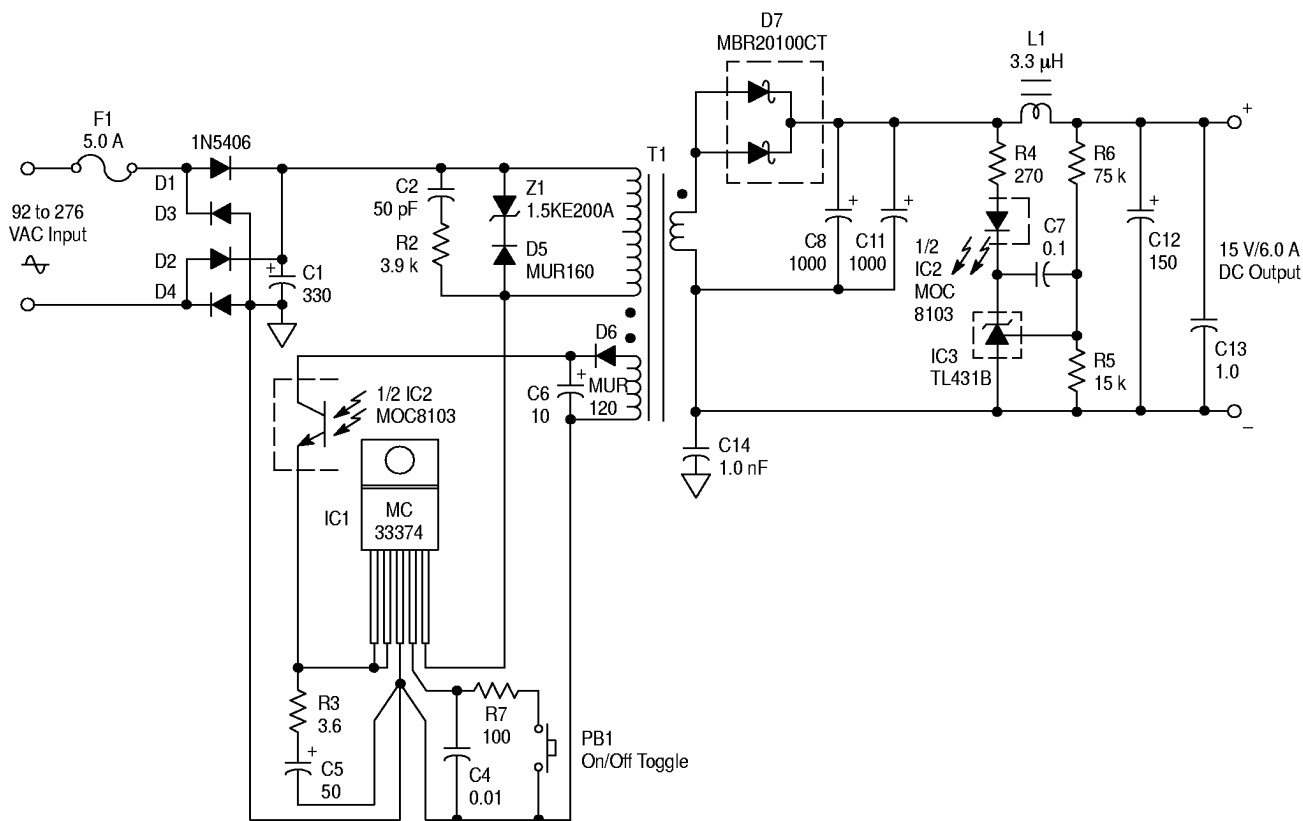 D7
MBR20100CT
L1
3.3 µH
F1
5.0 A
1N5406
D1
D3
D2
D4
92 to 276
VAC Input
+
C1
330
C2
50 pF
R2
3.9 k
Z1
1.5KE200A
D5
MUR160
T1
+
C8
1000
+
C11
1000
R4
270
R6
75 k
1/2
IC2
MOC
8103
C7
0.1
+
C12
150
+
15 V/6.0 A
DC Output
–
C13
1.0
IC3
TL431B
R5
15 k
D6
MUR
120
+
C6
10
1/2 IC2
MOC8103
C14
1.0 nF
IC1
MC
33374
R3
3.6
+
C5
50
R7
100
C4
0.01
PB1
On/Off Toggle